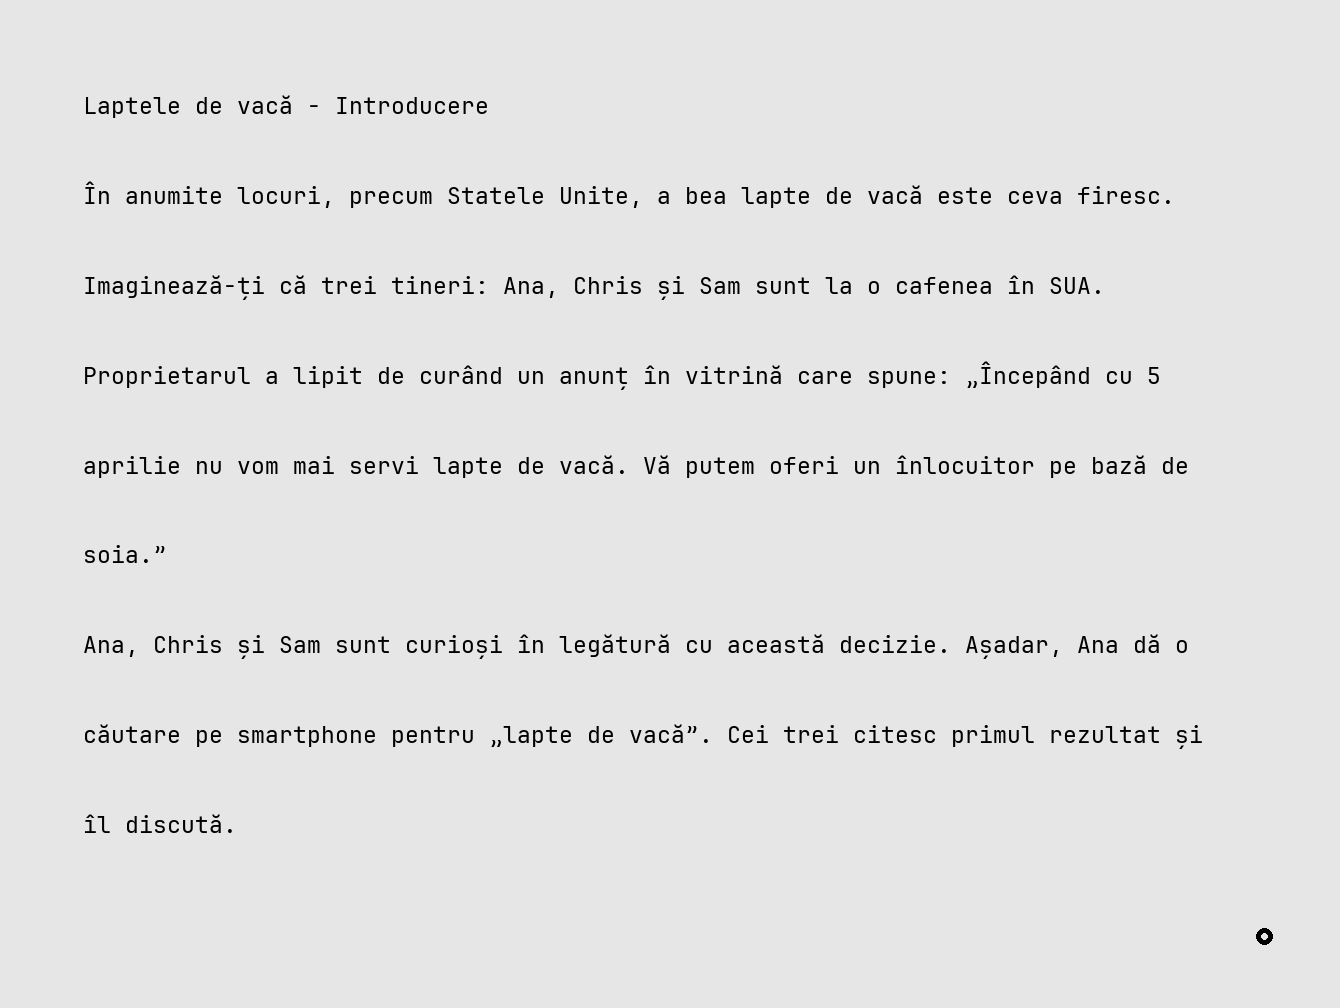 Laptele de vacă - Introducere
În anumite locuri, precum Statele Unite, a bea lapte de vacă este ceva firesc.
Imaginează-ți că trei tineri: Ana, Chris și Sam sunt la o cafenea în SUA.
Proprietarul a lipit de curând un anunț în vitrină care spune: „Începând cu 5
aprilie nu vom mai servi lapte de vacă. Vă putem oferi un înlocuitor pe bază de
soia.”
Ana, Chris și Sam sunt curioși în legătură cu această decizie. Așadar, Ana dă o
căutare pe smartphone pentru „lapte de vacă”. Cei trei citesc primul rezultat și
îl discută.